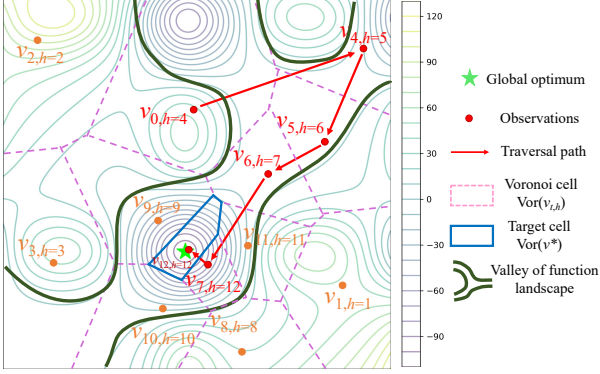 v4,h=5
v2,h=2
v0,h=4
v5,h=6
v6,h=7
v9,h=9
v3,h=3
v11,h=11
v12,h=12
v7,h=12
v1,h=1
v8,h=8
v10,h=10
120
90
60
30
0
−30
−60
−90
Global optimum
Observations
Traversal path
Voronoi cell
Vor(vt,h)
Target cell
Vor(v*)
Valley of function
landscape